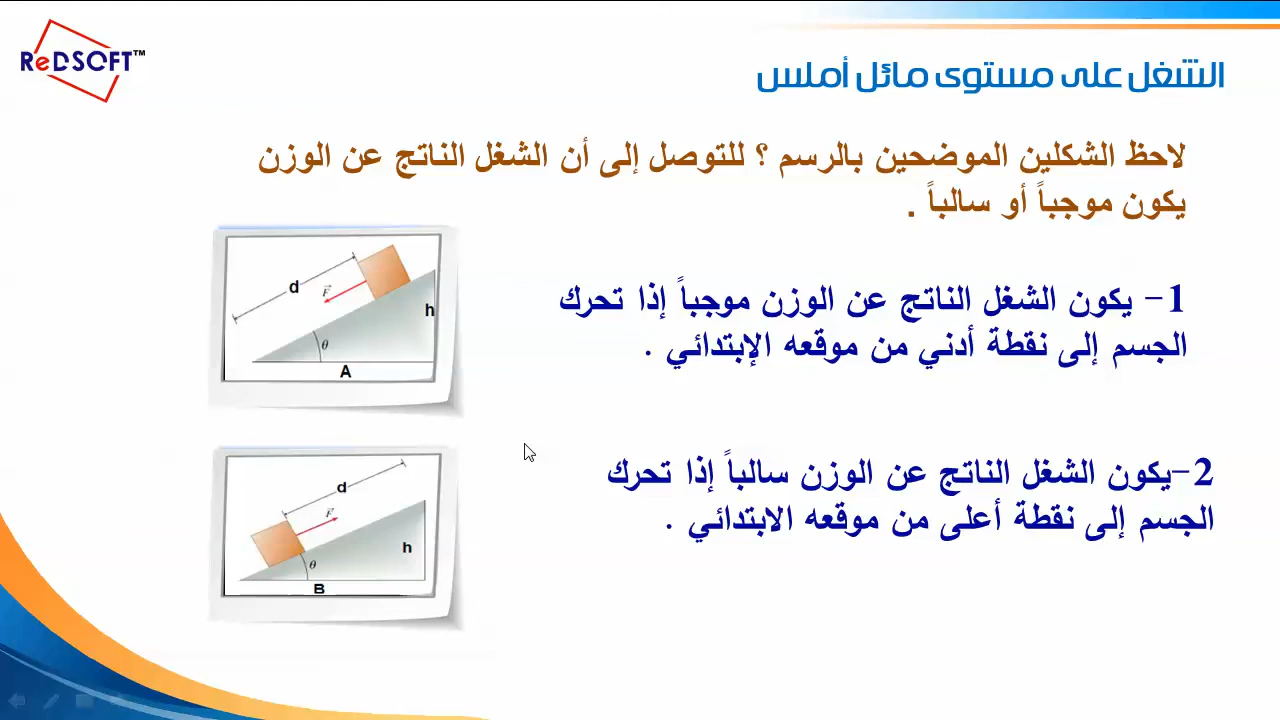 ReDSOFT™
الشغل على مستوى مائل أملس
لاحظ الشكلين الموضحين بالرسم ؟ للتوصل إلى أن الشغل الناتج عن الوزن
يكون موجباً أو سالباً .
d
F
h
θ
A
1- يكون الشغل الناتج عن الوزن موجباً إذا تحرك
الجسم إلى نقطة أدني من موقعه الإبتدائي .
d
F
h
θ
B
2-يكون الشغل الناتج عن الوزن سالباً إذا تحرك
الجسم إلى نقطة أعلى من موقعه الابتدائي .